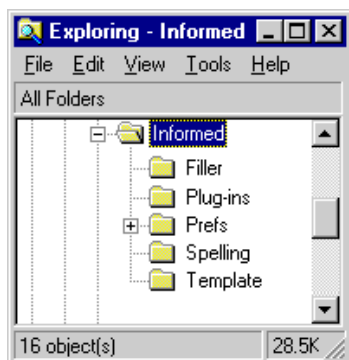 Exploring - Informed
File Edit View Tools Help
All Folders
Informed
Filler
Plug-ins
Prefs
Spelling
Template
16 object(s) 28.5K